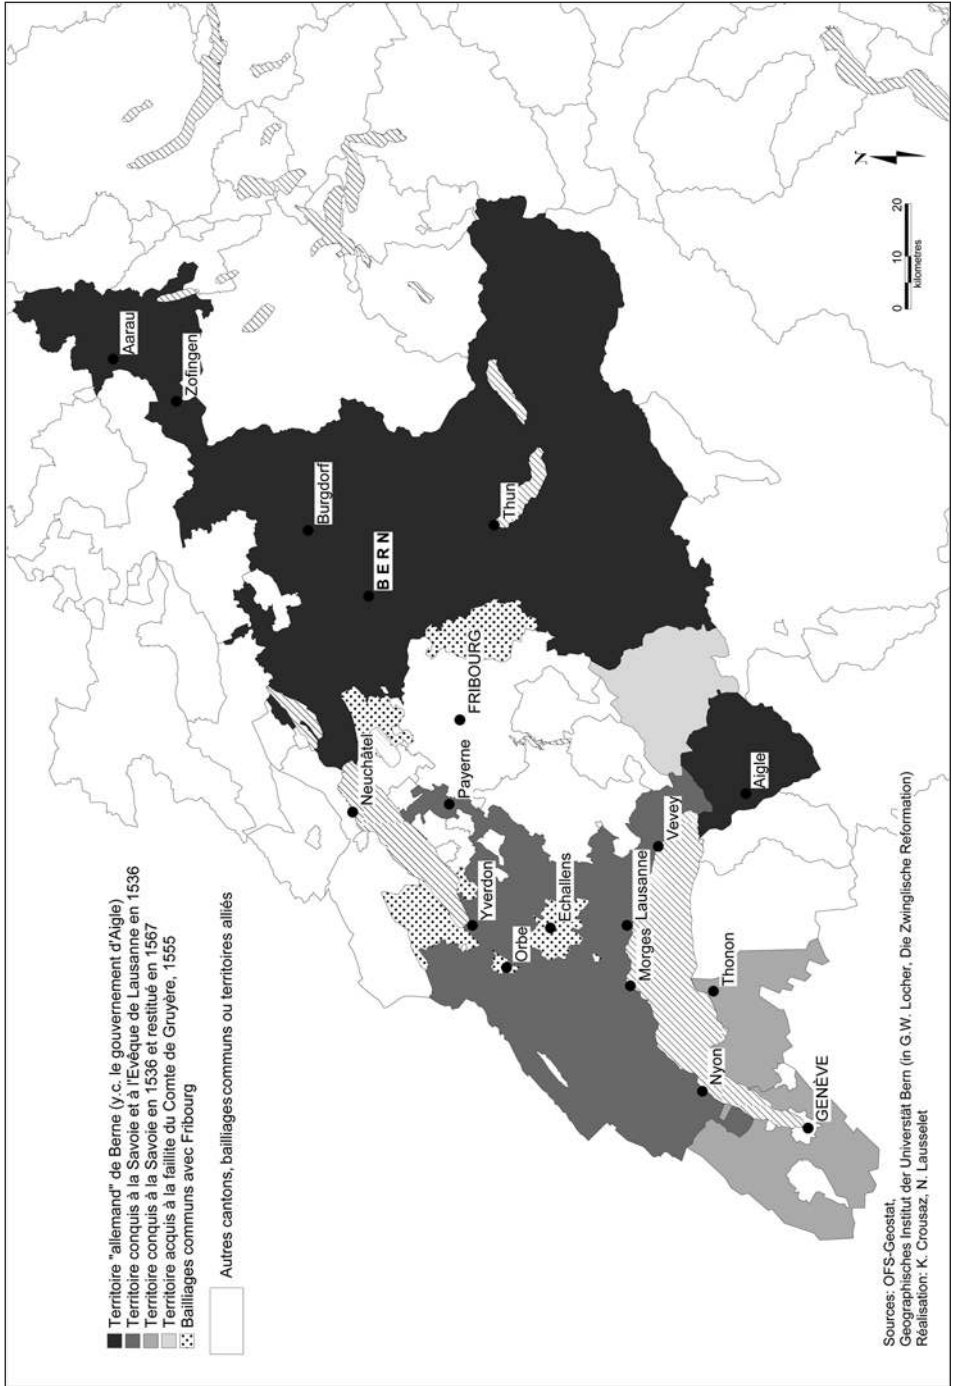 Territoire "allemand" de Berne (y.c. le gouvernement d'Aigle)
Territoire conquis à la Savoie et à l'Evêque de Lausanne en 1536
Territoire conquis à la Savoie en 1536 et restitué en 1567
Territoire acquis à la faillite du Comte de Gruyère, 1555
Bailliages communs avec Fribourg
Autres cantons, bailliages communs ou territoires alliés
Aarau
Zofingen
Burgdorf
BERN
Thun
Neuchâtel
FRIBOURG
Payerne
Yverdon
Orbe
Echallens
Lausanne
Morges
Vevey
Aigle
Nyon
Thonon
GENÈVE
N
0 10 20
kilometres
Sources: OFS-Geostat,
Geographisches Institut der Universtät Bern (in G.W. Locher, Die Zwinglische Reformation)
Réalisation: K. Crousaz, N. Lausselet